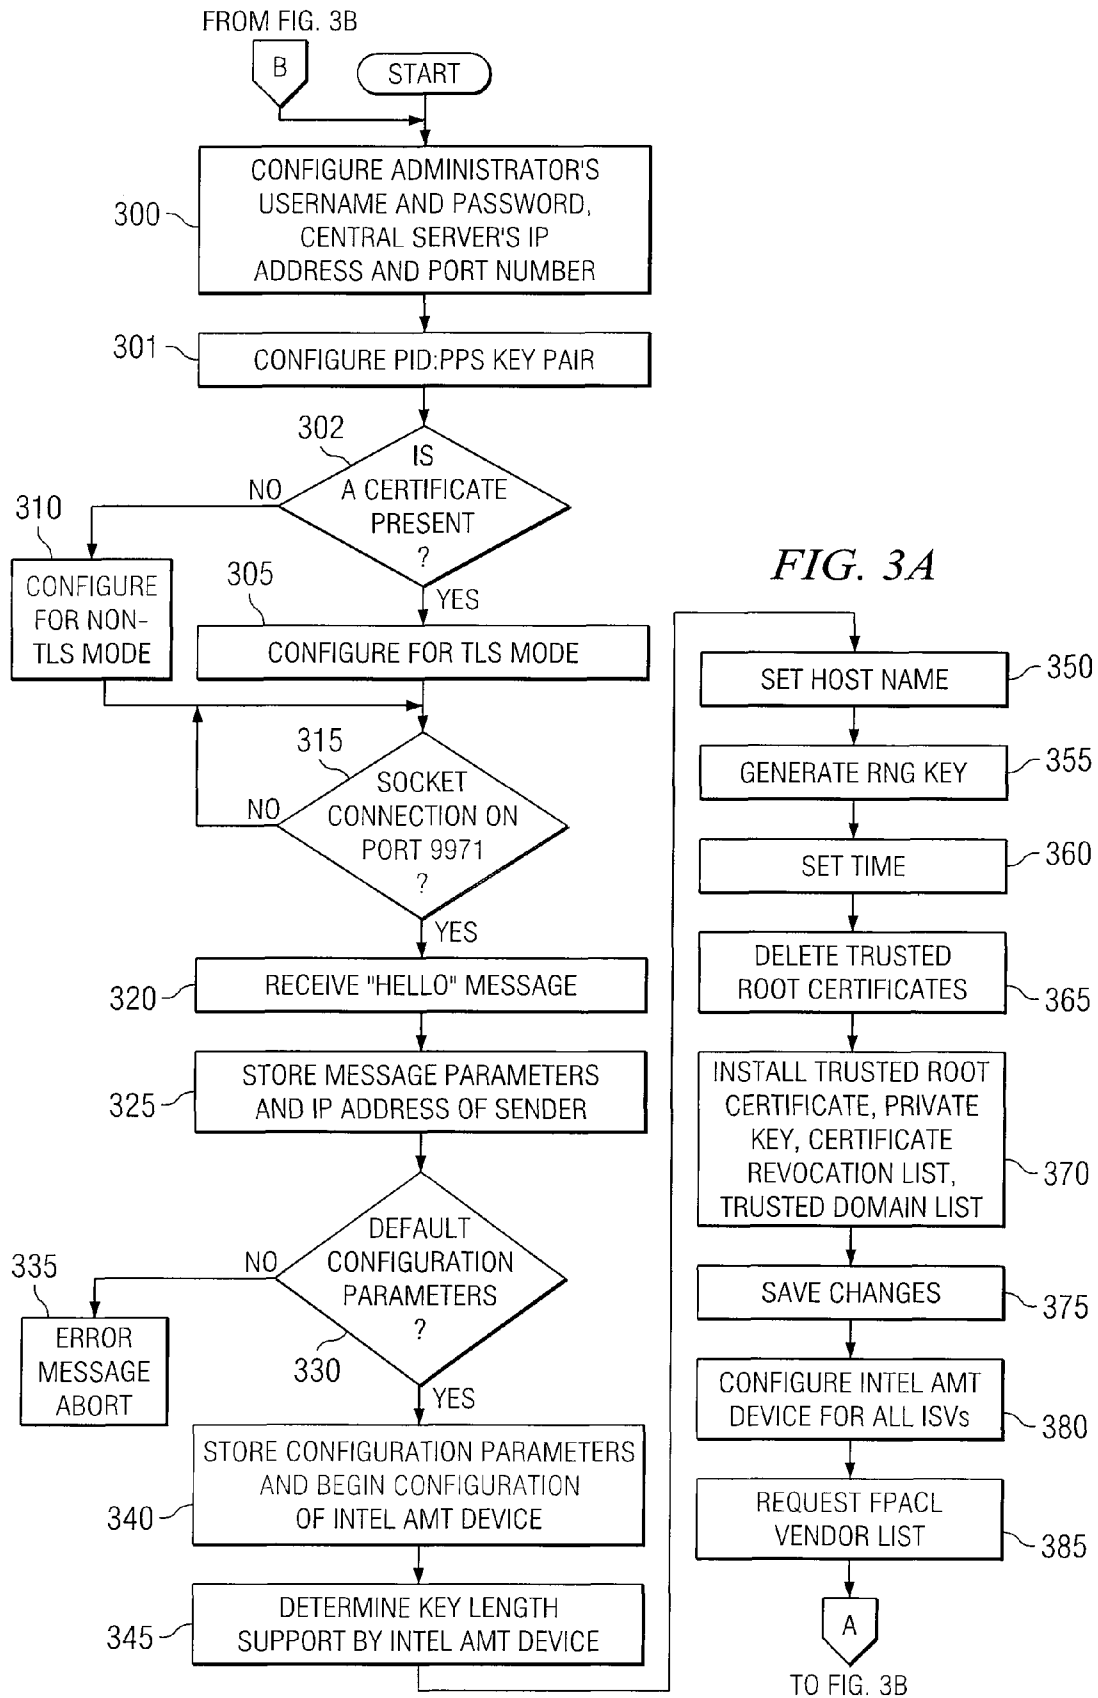 FROM FIG. 3B
B
START
300
CONFIGURE ADMINISTRATOR'S
USERNAME AND PASSWORD,
CENTRAL SERVER'S IP
ADDRESS AND PORT NUMBER
301
CONFIGURE PID:PPS KEY PAIR
302
IS
A CERTIFICATE
PRESENT
?
NO
YES
310
CONFIGURE
FOR NON-
TLS MODE
305
CONFIGURE FOR TLS MODE
315
SOCKET
CONNECTION ON
PORT 9971
?
NO
YES
320
RECEIVE "HELLO" MESSAGE
325
STORE MESSAGE PARAMETERS
AND IP ADDRESS OF SENDER
DEFAULT
CONFIGURATION
PARAMETERS
?
330
NO
YES
335
ERROR
MESSAGE
ABORT
340
STORE CONFIGURATION PARAMETERS
AND BEGIN CONFIGURATION
OF INTEL AMT DEVICE
345
DETERMINE KEY LENGTH
SUPPORT BY INTEL AMT DEVICE
FIG. 3A
SET HOST NAME
350
GENERATE RNG KEY
355
SET TIME
360
DELETE TRUSTED
ROOT CERTIFICATES
365
INSTALL TRUSTED ROOT
CERTIFICATE, PRIVATE
KEY, CERTIFICATE
REVOCATION LIST,
TRUSTED DOMAIN LIST
370
SAVE CHANGES
375
CONFIGURE INTEL AMT
DEVICE FOR ALL ISVs
380
REQUEST FPACL
VENDOR LIST
385
A
TO FIG. 3B